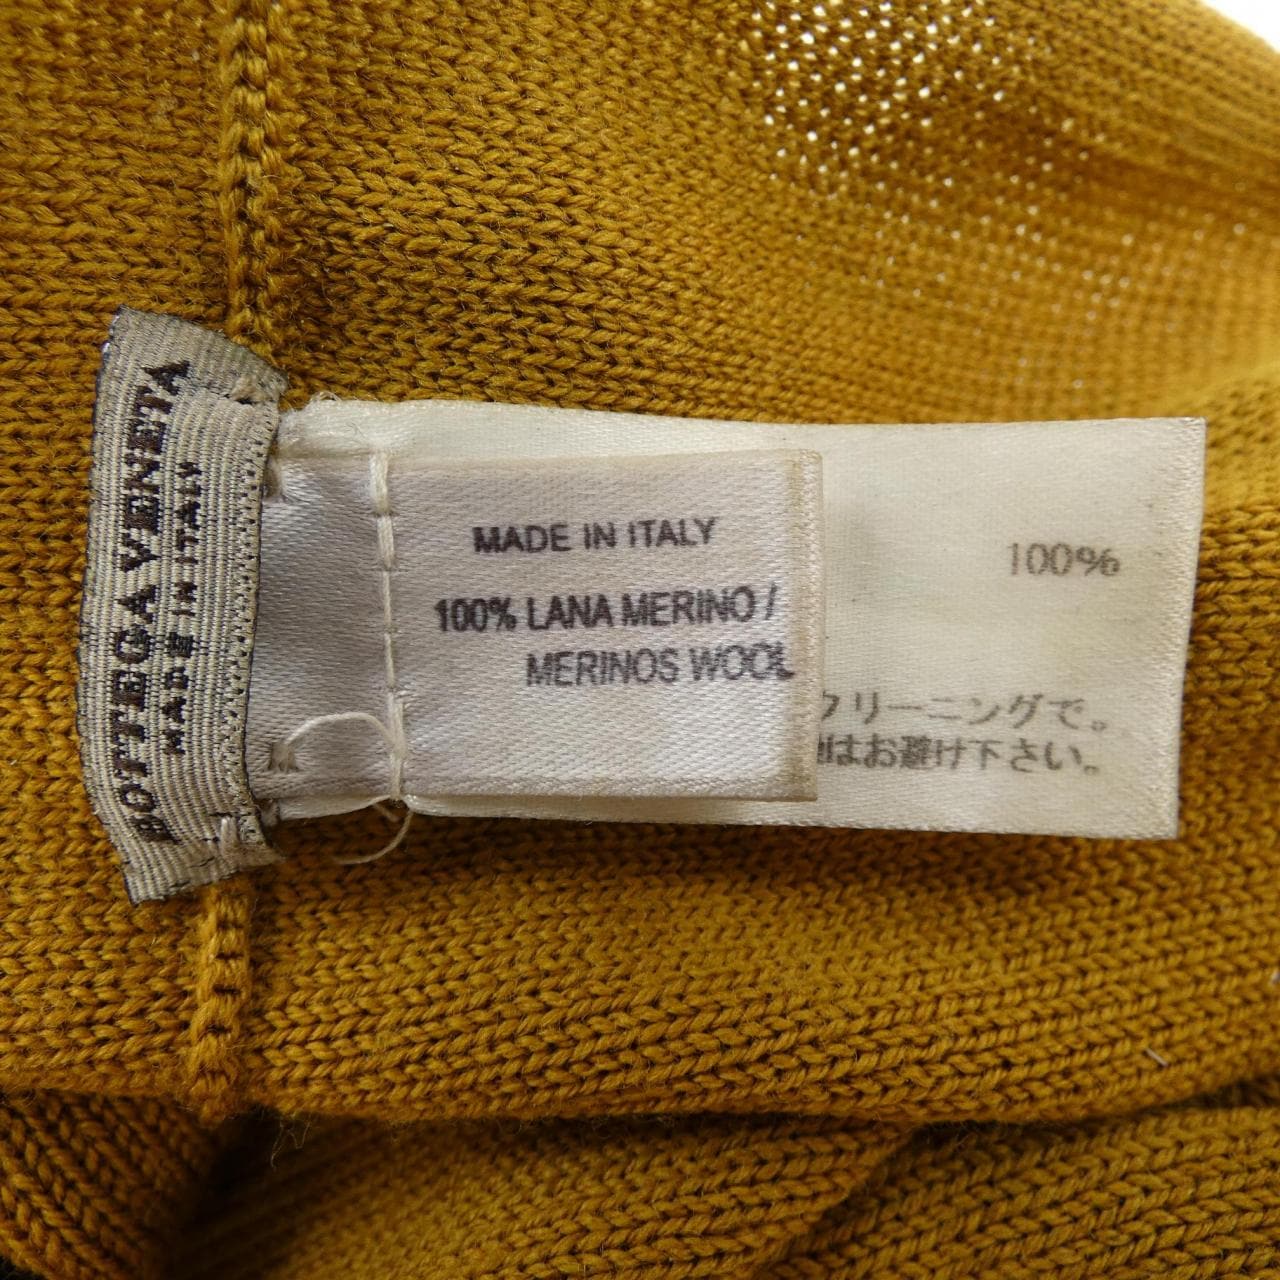 BOTTEGA VENETA
MADE IN ITALY
MADE IN ITALY
100% LANA MERINO /
MERINOS WOOL
100%
クリーニングで。
はお避け下さい。